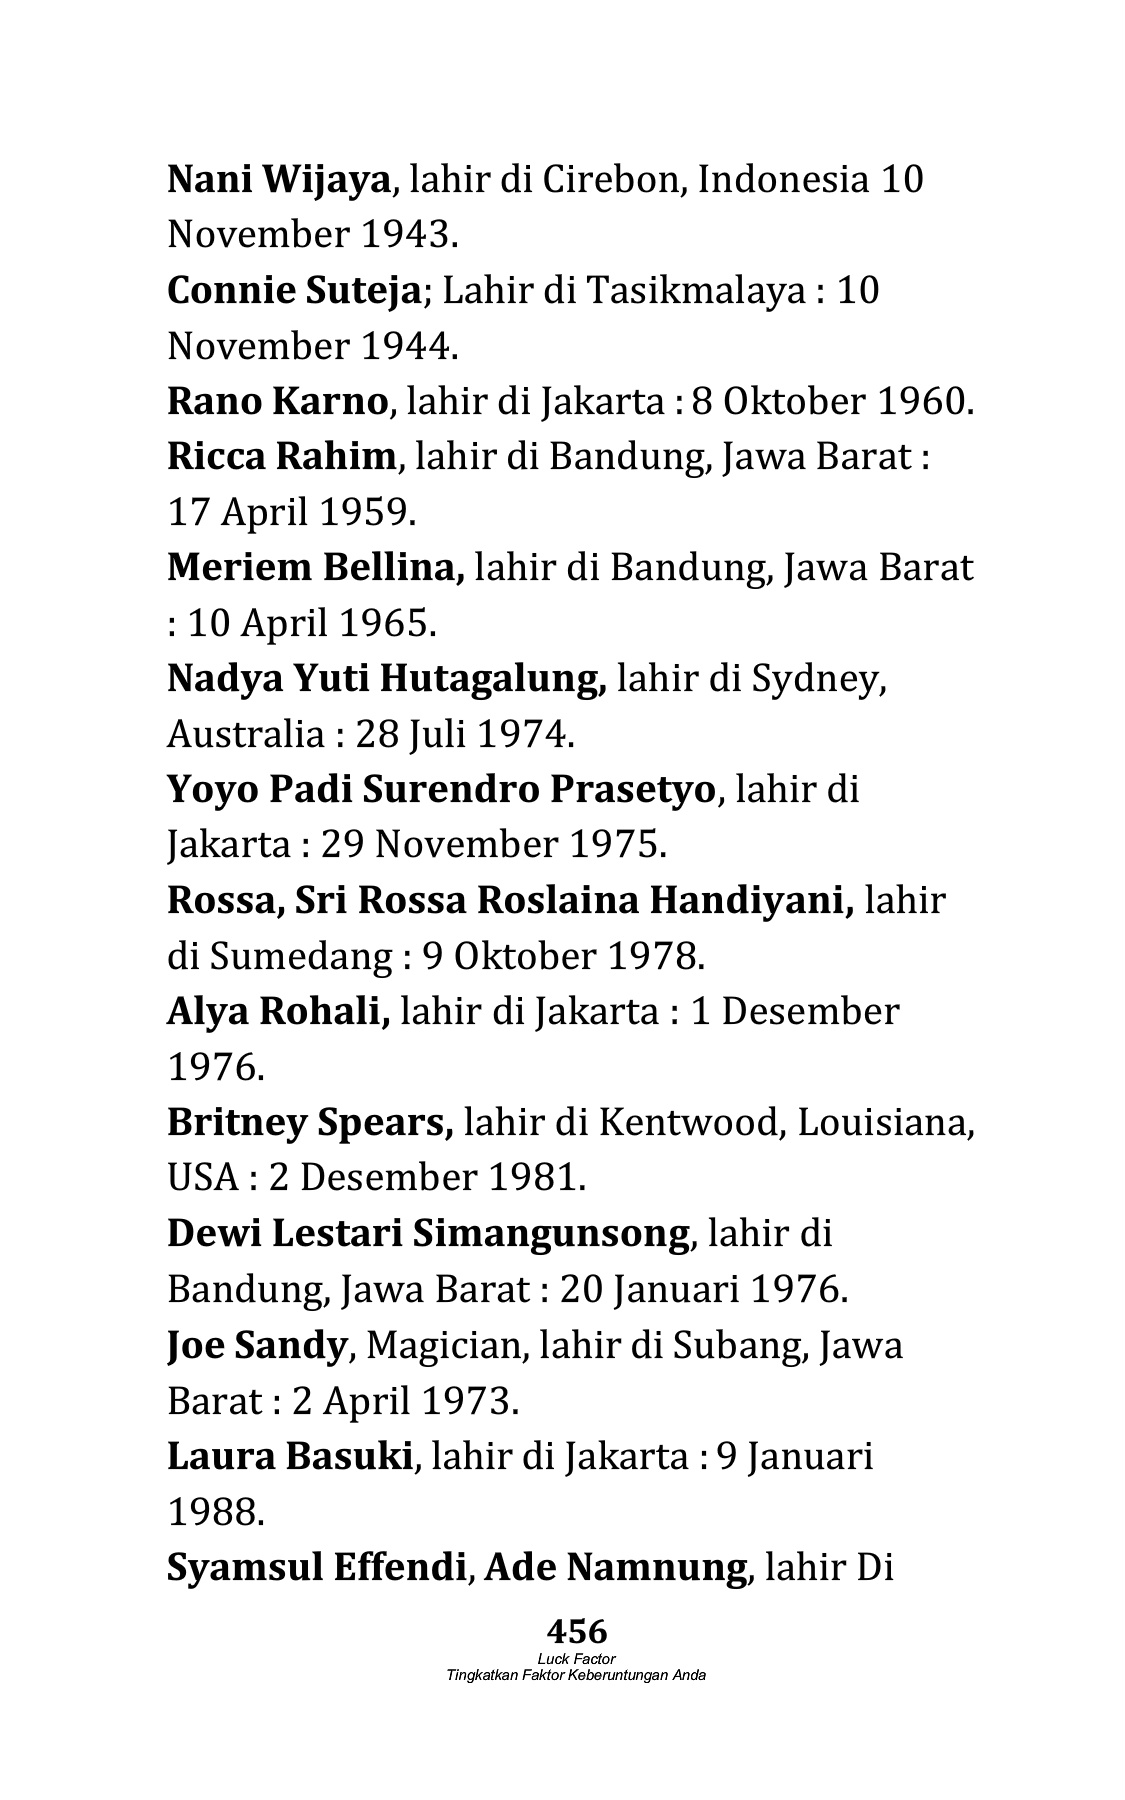 Nani Wijaya, lahir di Cirebon, Indonesia 10
November 1943.
Connie Suteja; Lahir di Tasikmalaya : 10
November 1944.
Rano Karno, lahir di Jakarta : 8 Oktober 1960.
Ricca Rahim, lahir di Bandung, Jawa Barat :
17 April 1959.
Meriem Bellina, lahir di Bandung, Jawa Barat
: 10 April 1965.
Nadya Yuti Hutagalung, lahir di Sydney,
Australia : 28 Juli 1974.
Yoyo Padi Surendro Prasetyo, lahir di
Jakarta : 29 November 1975.
Rossa, Sri Rossa Roslaina Handiyani, lahir
di Sumedang : 9 Oktober 1978.
Alya Rohali, lahir di Jakarta : 1 Desember
1976.
Britney Spears, lahir di Kentwood, Louisiana,
USA : 2 Desember 1981.
Dewi Lestari Simangunsong, lahir di
Bandung, Jawa Barat : 20 Januari 1976.
Joe Sandy, Magician, lahir di Subang, Jawa
Barat : 2 April 1973.
Laura Basuki, lahir di Jakarta : 9 Januari
1988.
Syamsul Effendi, Ade Namnung, lahir Di
456
Luck Factor
Tingkatkan Faktor Keberuntungan Anda